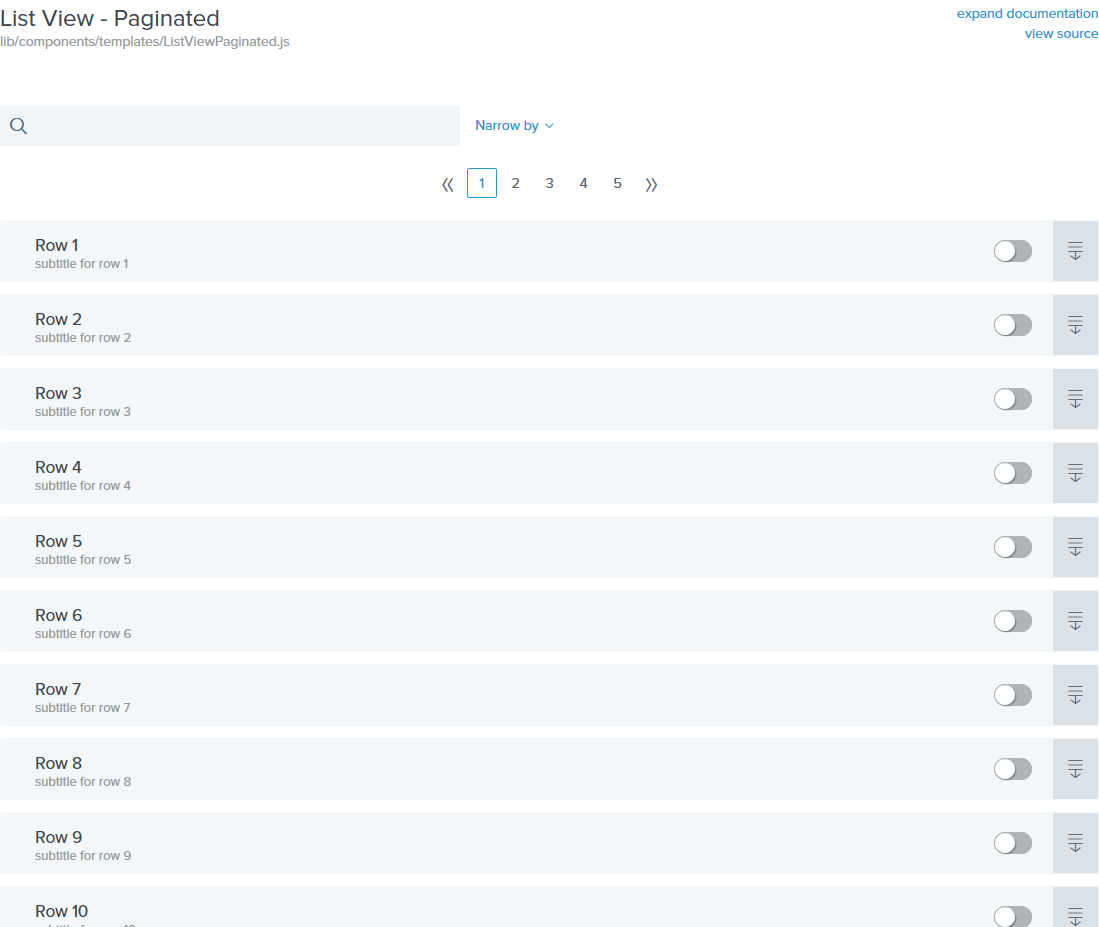 List View - Paginated
expand documentation
lib/components/templates/ListViewPaginated.js
view source
Narrow by
1 2 3 4 5
Row 1
subtitle for row 1
Row 2
subtitle for row 2
Row 3
subtitle for row 3
Row 4
subtitle for row 4
Row 5
subtitle for row 5
Row 6
subtitle for row 6
Row 7
subtitle for row 7
Row 8
subtitle for row 8
Row 9
subtitle for row 9
Row 10